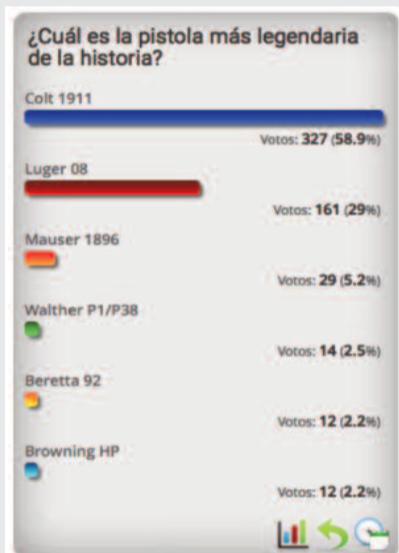 ¿Cuál es la pistola más legendaria
de la historia?
Colt 1911
Votos: 327 (58.9%)
Luger 08
Votos: 161 (29%)
Mauser 1896
Votos: 29 (5.2%)
Walther P1/P38
Votos: 14 (2.5%)
Beretta 92
Votos: 12 (2.2%)
Browning HP
Votos: 12 (2.2%)